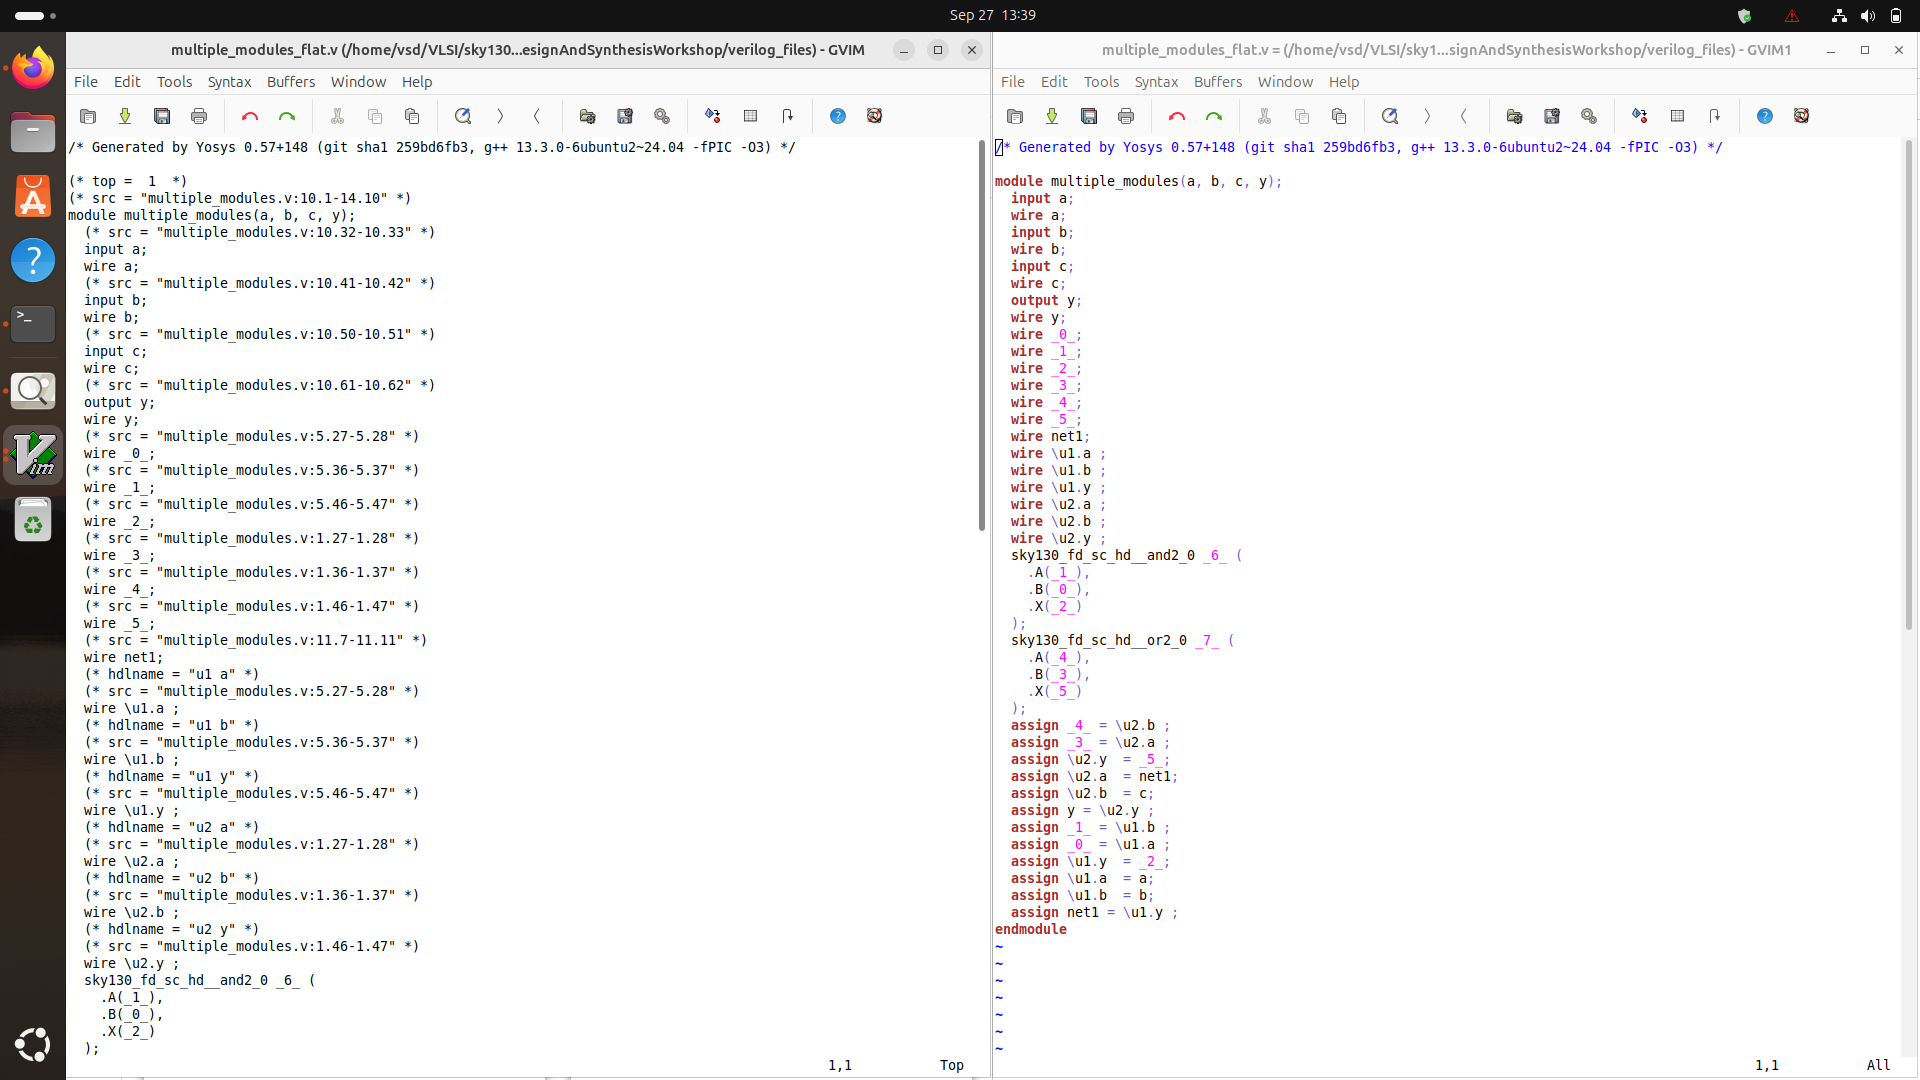 Sep 27  13:39
multiple_modules_flat.v (/home/vsd/VLSI/sky130...esignAndSynthesisWorkshop/verilog_files) - GVIM
File Edit Tools Syntax Buffers Window Help
/* Generated by Yosys 0.57+148 (git sha1 259bd6fb3, g++ 13.3.0-6ubuntu2~24.04 -fPIC -O3) */
(* top =  1  *)
(* src = "multiple_modules.v:10.1-14.10" *)
module multiple_modules(a, b, c, y);
  (* src = "multiple_modules.v:10.32-10.33" *)
  input a;
  wire a;
  (* src = "multiple_modules.v:10.41-10.42" *)
  input b;
  wire b;
  (* src = "multiple_modules.v:10.50-10.51" *)
  input c;
  wire c;
  (* src = "multiple_modules.v:10.61-10.62" *)
  output y;
  wire y;
  (* src = "multiple_modules.v:5.27-5.28" *)
  wire _0_;
  (* src = "multiple_modules.v:5.36-5.37" *)
  wire _1_;
  (* src = "multiple_modules.v:5.46-5.47" *)
  wire _2_;
  (* src = "multiple_modules.v:1.27-1.28" *)
  wire _3_;
  (* src = "multiple_modules.v:1.36-1.37" *)
  wire _4_;
  (* src = "multiple_modules.v:1.46-1.47" *)
  wire _5_;
  (* src = "multiple_modules.v:11.7-11.11" *)
  wire net1;
  (* hdlname = "u1 a" *)
  (* src = "multiple_modules.v:5.27-5.28" *)
  wire \u1.a ;
  (* hdlname = "u1 b" *)
  (* src = "multiple_modules.v:5.36-5.37" *)
  wire \u1.b ;
  (* hdlname = "u1 y" *)
  (* src = "multiple_modules.v:5.46-5.47" *)
  wire \u1.y ;
  (* hdlname = "u2 a" *)
  (* src = "multiple_modules.v:1.27-1.28" *)
  wire \u2.a ;
  (* hdlname = "u2 b" *)
  (* src = "multiple_modules.v:1.36-1.37" *)
  wire \u2.b ;
  (* hdlname = "u2 y" *)
  (* src = "multiple_modules.v:1.46-1.47" *)
  wire \u2.y ;
  sky130_fd_sc_hd__and2_0 _6_ (
    .A(_1_),
    .B(_0_),
    .X(_2_)
  );
1,1 Top
multiple_modules_flat.v = (/home/vsd/VLSI/sky1...signAndSynthesisWorkshop/verilog_files) - GVIM1
File Edit Tools Syntax Buffers Window Help
/* Generated by Yosys 0.57+148 (git sha1 259bd6fb3, g++ 13.3.0-6ubuntu2~24.04 -fPIC -O3) */
module multiple_modules(a, b, c, y);
  input a;
  wire a;
  input b;
  wire b;
  input c;
  wire c;
  output y;
  wire y;
  wire _0_;
  wire _1_;
  wire _2_;
  wire _3_;
  wire _4_;
  wire _5_;
  wire net1;
  wire \u1.a ;
  wire \u1.b ;
  wire \u1.y ;
  wire \u2.a ;
  wire \u2.b ;
  wire \u2.y ;
  sky130_fd_sc_hd__and2_0 _6_ (
    .A(_1_),
    .B(_0_),
    .X(_2_)
  );
  sky130_fd_sc_hd__or2_0 _7_ (
    .A(_4_),
    .B(_3_),
    .X(_5_)
  );
  assign _4_ = \u2.b ;
  assign _3_ = \u2.a ;
  assign \u2.y  = _5_;
  assign \u2.a  = net1;
  assign \u2.b  = c;
  assign y = \u2.y ;
  assign _1_ = \u1.b ;
  assign _0_ = \u1.a ;
  assign \u1.y  = _2_;
  assign \u1.a  = a;
  assign \u1.b  = b;
  assign net1 = \u1.y ;
endmodule
~
~
~
~
~
~
~
1,1 All